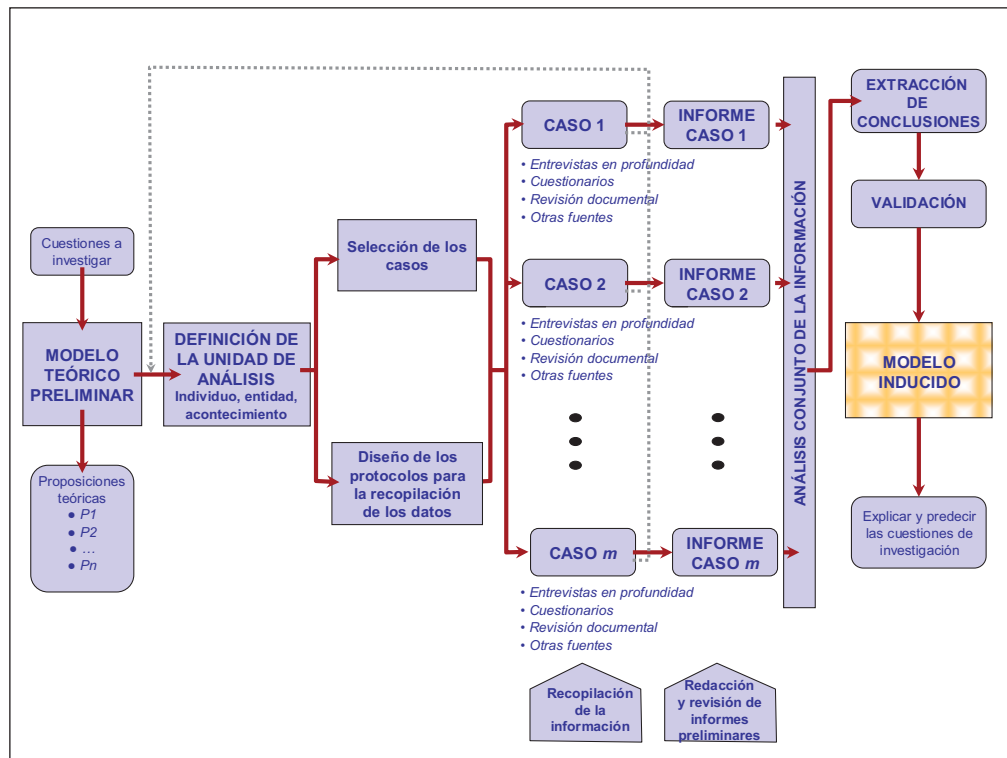 Cuestiones a
investigar
MODELO
TEÓRICO
PRELIMINAR
Proposiciones
teóricas
● P1
● P2
● ...
● Pn
DEFINICIÓN DE
LA UNIDAD DE
ANÁLISIS
Individuo, entidad,
acontecimiento
Selección de los
casos
Diseño de los
protocolos para
la recopilación
de los datos
CASO 1
• Entrevistas en profundidad
• Cuestionarios
• Revisión documental
• Otras fuentes
INFORME
CASO 1
CASO 2
• Entrevistas en profundidad
• Cuestionarios
• Revisión documental
• Otras fuentes
INFORME
CASO 2
CASO m
• Entrevistas en profundidad
• Cuestionarios
• Revisión documental
• Otras fuentes
INFORME
CASO m
Recopilación
de la
información
Redacción
y revisión de
informes
preliminares
ANÁLISIS CONJUNTO DE LA INFORMACIÓN
EXTRACCIÓN
DE
CONCLUSIONES
VALIDACIÓN
MODELO
INDUCIDO
Explicar y predecir
las cuestiones de
investigación